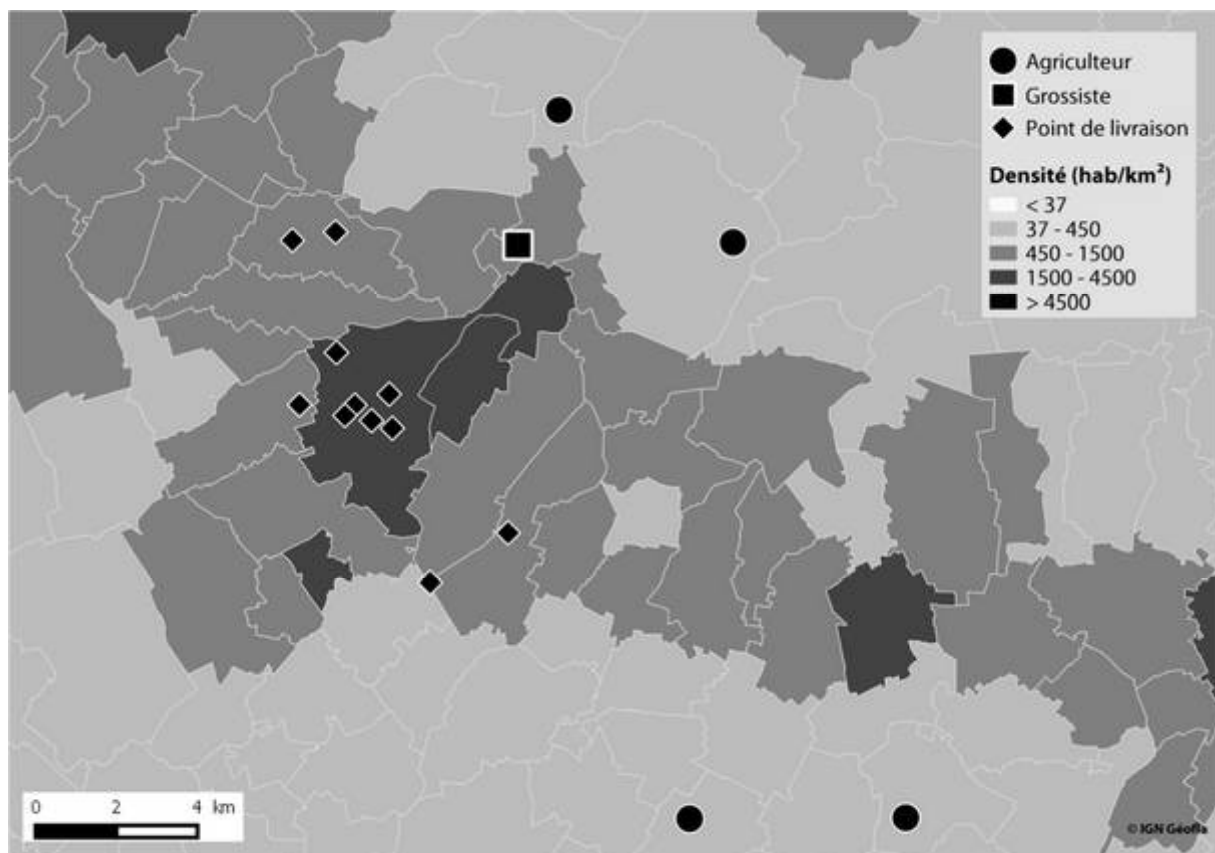 Agriculteur
Grossiste
Point de livraison
Densité (hab/km²)
< 37
37 - 450
450 - 1500
1500 - 4500
> 4500
0 2 4 km
© IGN Géofla